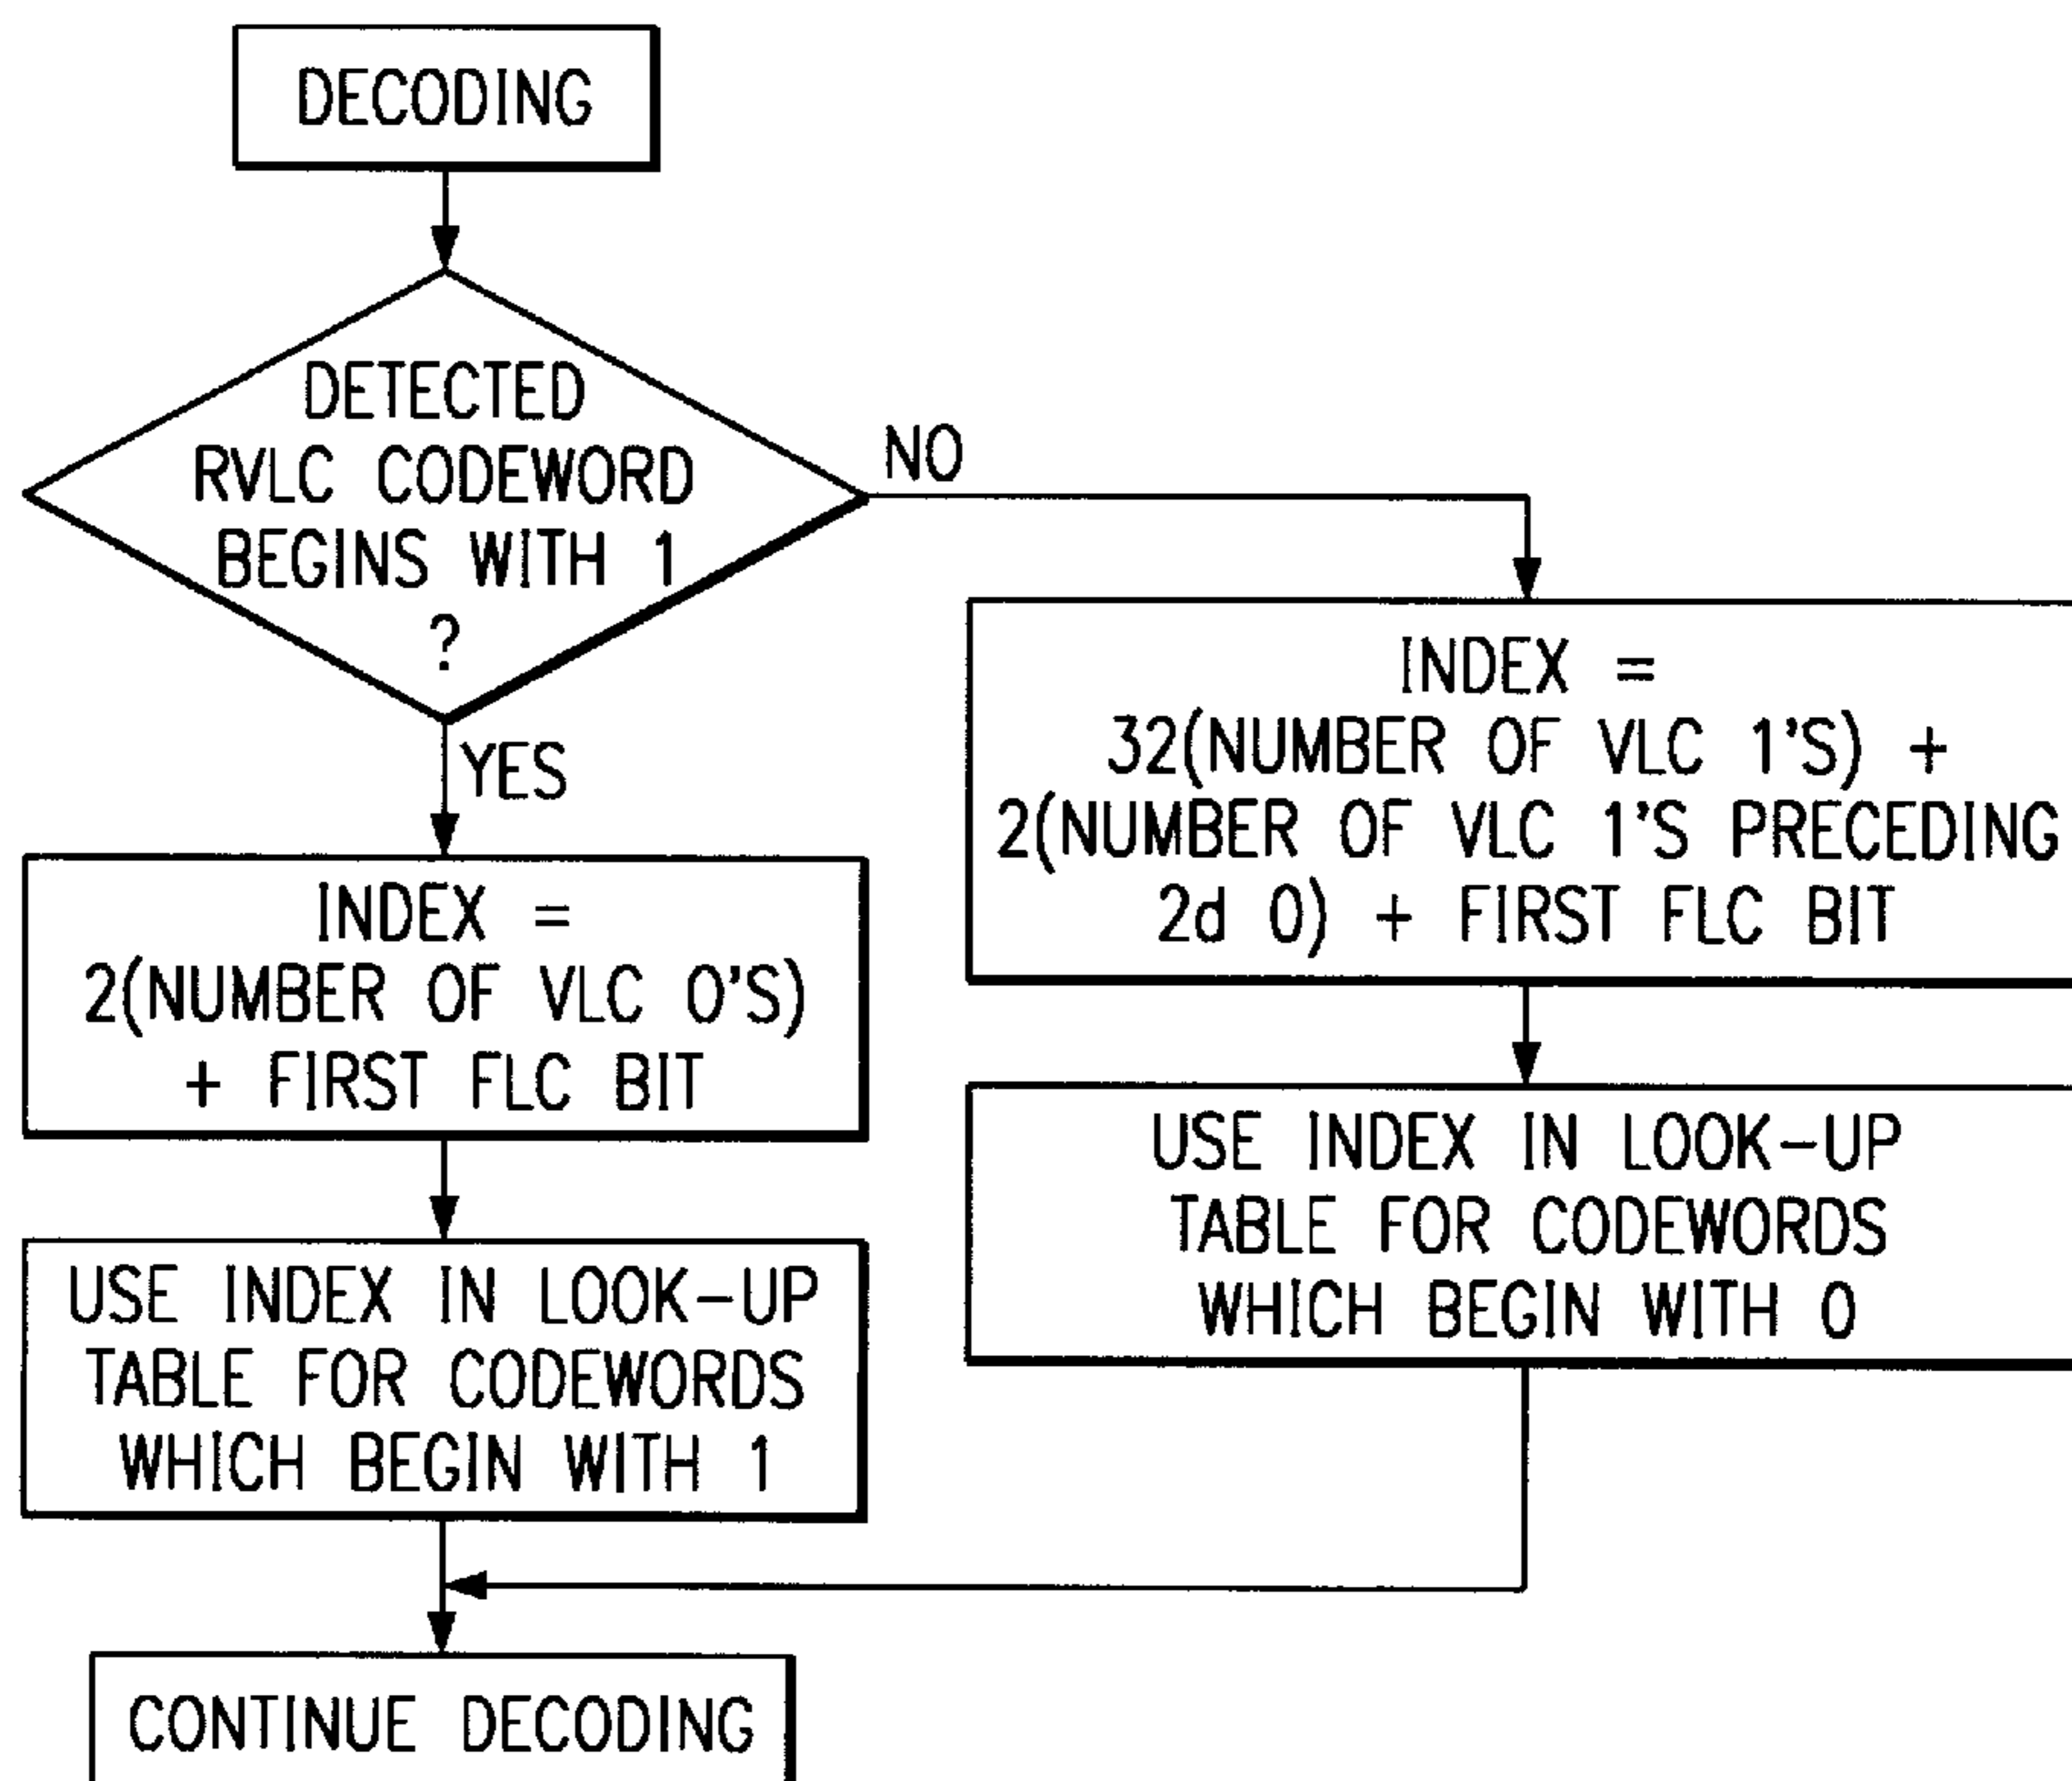 DECODING
DETECTED
RVLC CODEWORD
BEGINS WITH 1
?
NO
YES
INDEX =
2(NUMBER OF VLC 0'S)
+ FIRST FLC BIT
USE INDEX IN LOOK-UP
TABLE FOR CODEWORDS
WHICH BEGIN WITH 1
INDEX =
32(NUMBER OF VLC 1'S) +
2(NUMBER OF VLC 1'S PRECEDING
2d 0) + FIRST FLC BIT
USE INDEX IN LOOK-UP
TABLE FOR CODEWORDS
WHICH BEGIN WITH 0
CONTINUE DECODING